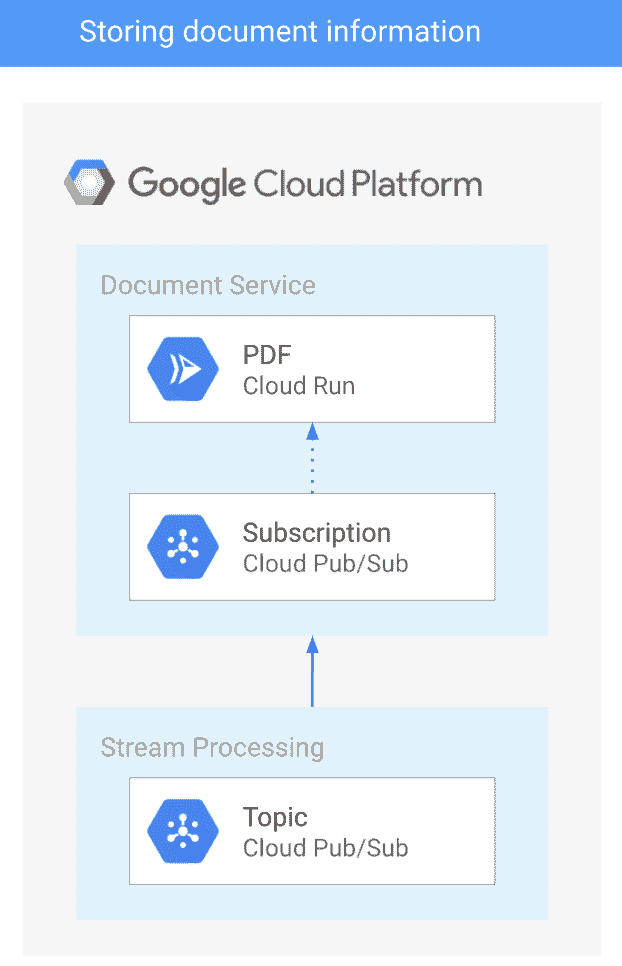 Storing document information
Google Cloud Platform
Document Service
PDF
Cloud Run
Subscription
Cloud Pub/Sub
Stream Processing
Topic
Cloud Pub/Sub